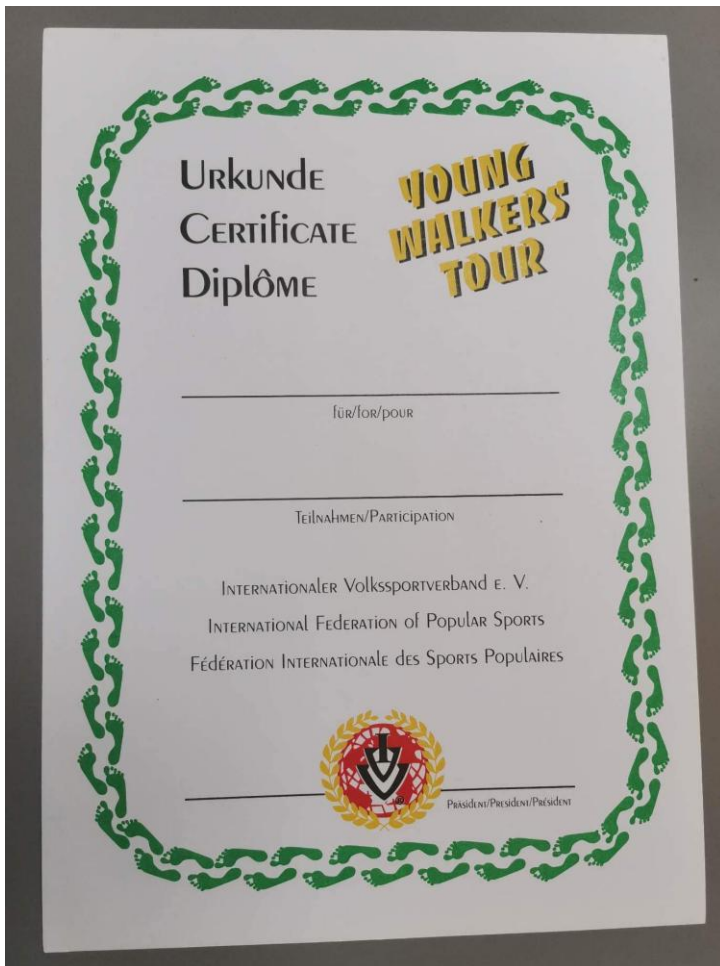 Urkunde
Certificate
Diplôme
YOUNG
WALKERS
TOUR
für/for/pour
Teilnahmen/Participation
Internationaler Volkssportverband e. V.
International Federation of Popular Sports
Fédération Internationale des Sports Populaires
IVV
®
Präsident/President/Président